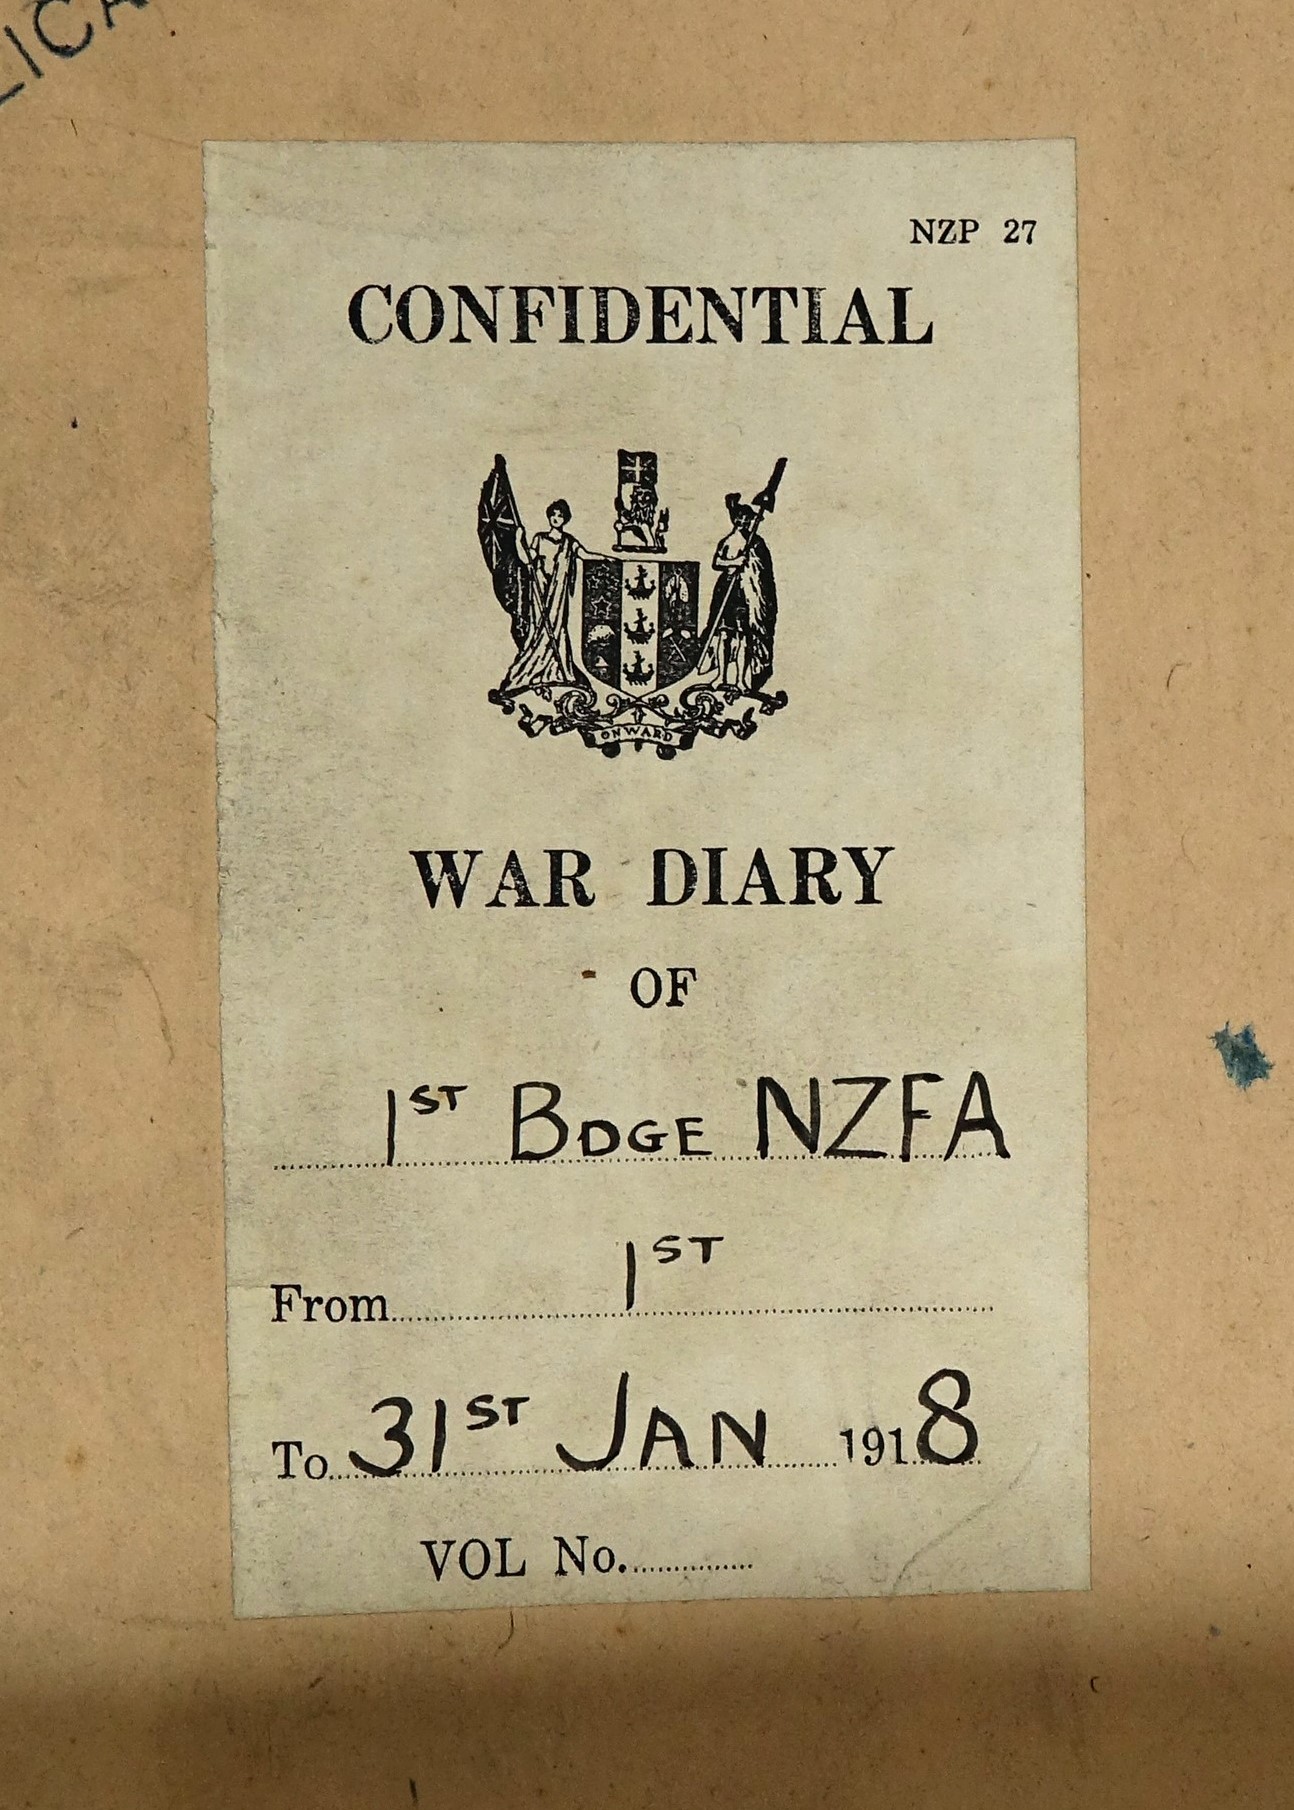 NZP 27
CONFIDENTIAL
ONWARD
WAR DIARY
OF
1ST BDGE NZFA
From 1ST
To 31ST JAN 1918
VOL No.